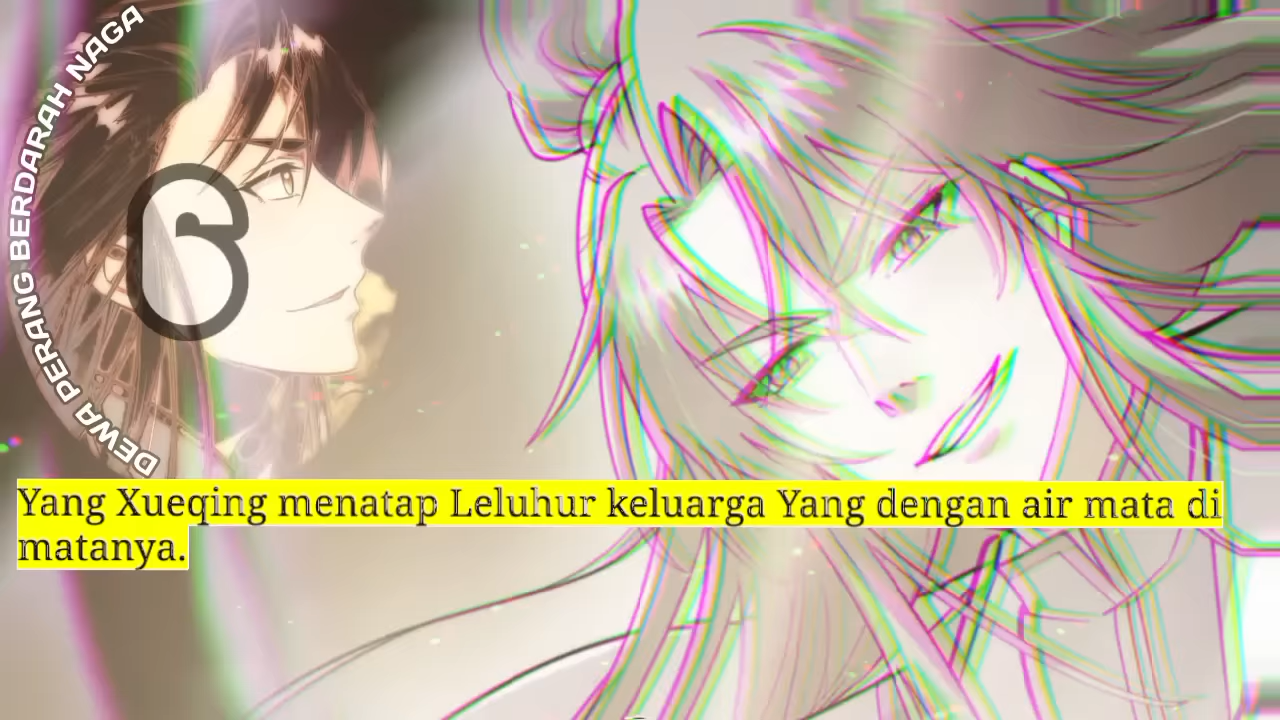 DEWA PERANG BERDARAH NAGA
6
Yang Xueqing menatap Leluhur keluarga Yang dengan air mata di
matanya.